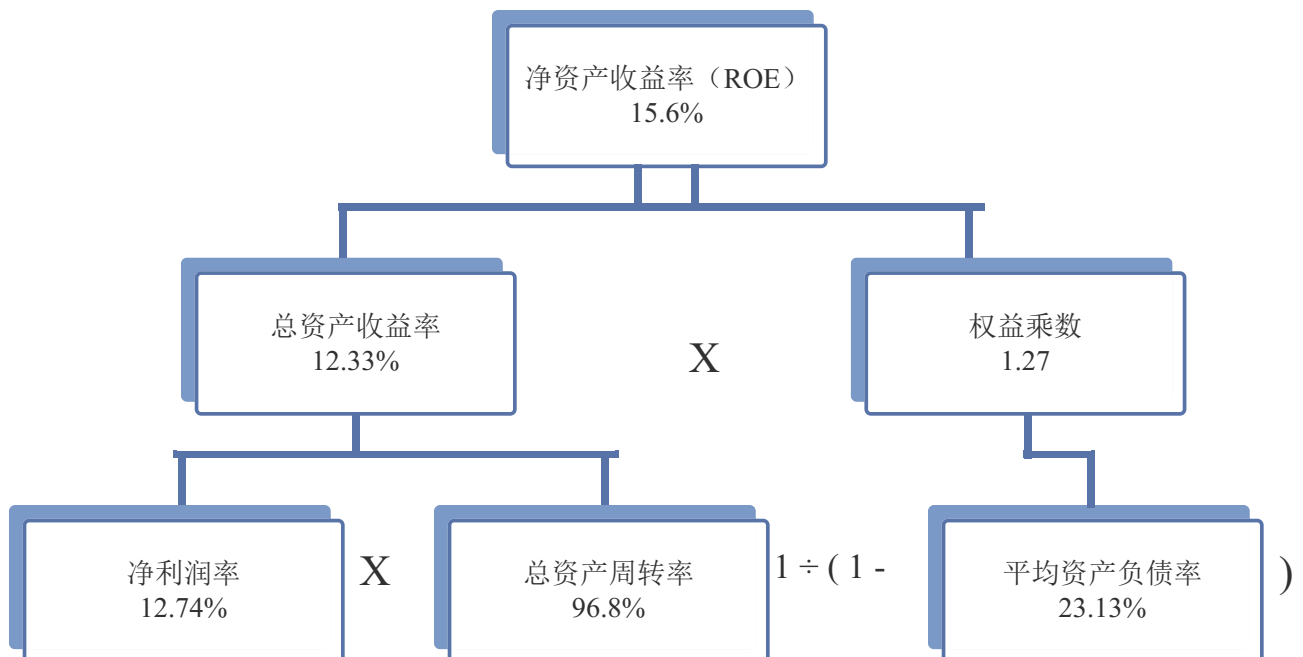 净资产收益率（ROE）
15.6%
总资产收益率
12.33%
X
权益乘数
1.27
净利润率
12.74%
X
总资产周转率
96.8%
1 ÷ ( 1 -
平均资产负债率
23.13%
)